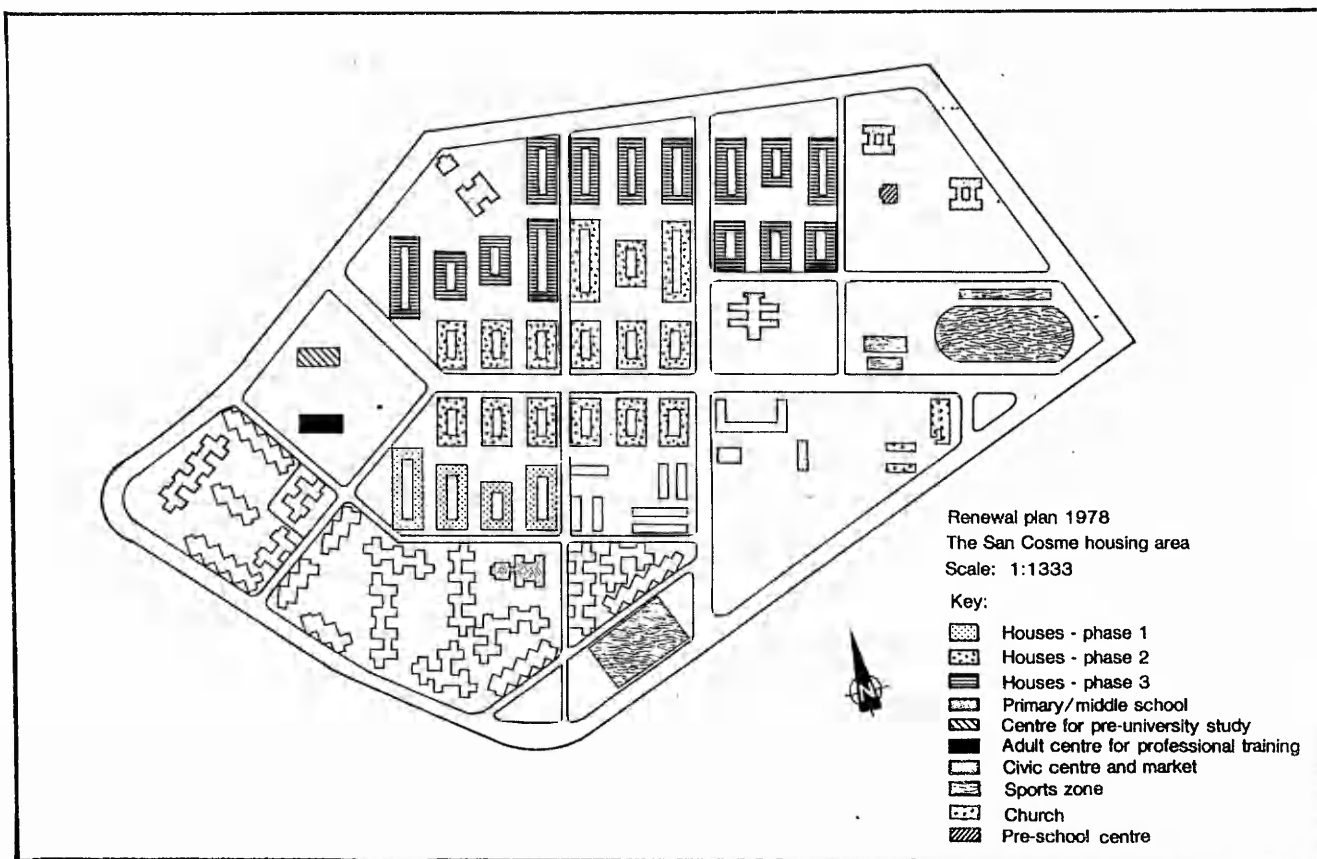 Renewal plan 1978
The San Cosme housing area
Scale: 1:1333
Key:
Houses - phase 1
Houses - phase 2
Houses - phase 3
Primary/middle school
Centre for pre-university study
Adult centre for professional training
Civic centre and market
Sports zone
Church
Pre-school centre
N